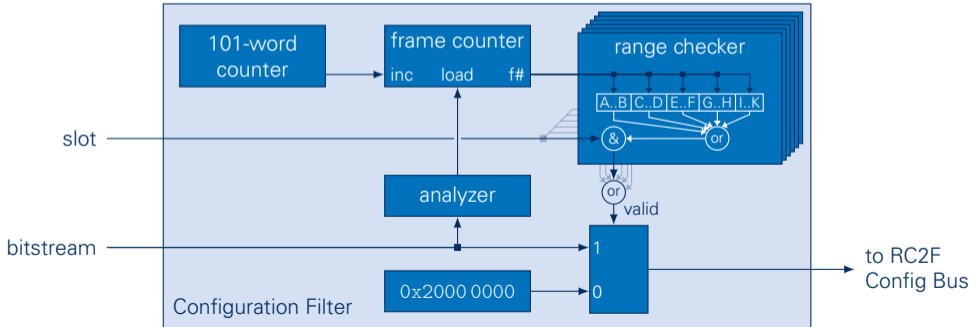 101-word
counter
frame counter
inc load f#
range checker
A..B C..D E..F G..H I..K
slot
&
or
analyzer
or
valid
bitstream
1
to RC2F
Config Bus
0x2000 0000
0
Configuration Filter